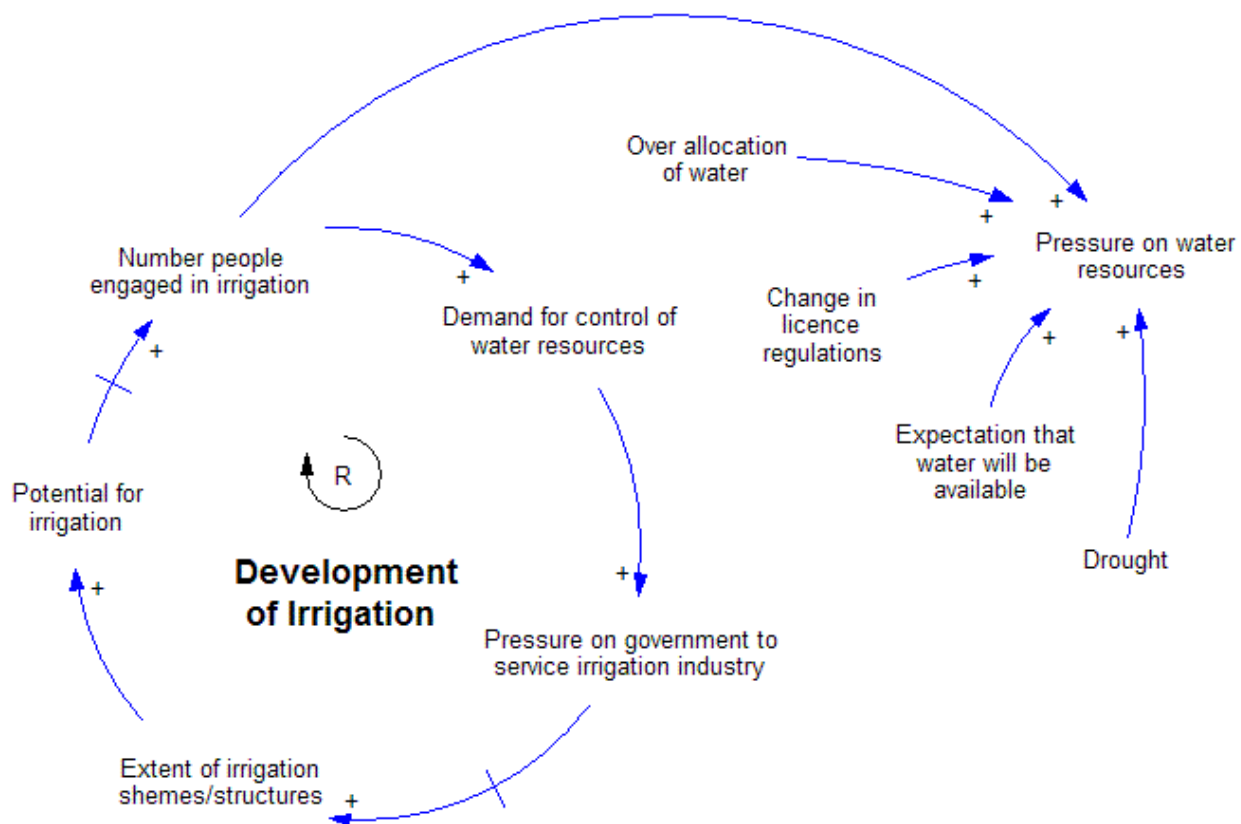 Over allocation
of water
+
+
Number people
engaged in irrigation
Pressure on water
resources
+
+
Change in
licence
regulations
Demand for control of
water resources
+
+
+
Expectation that
water will be
available
Potential for
irrigation
R
Drought
Development
of Irrigation
+
+
Pressure on government to
service irrigation industry
Extent of irrigation
shemes/structures
+